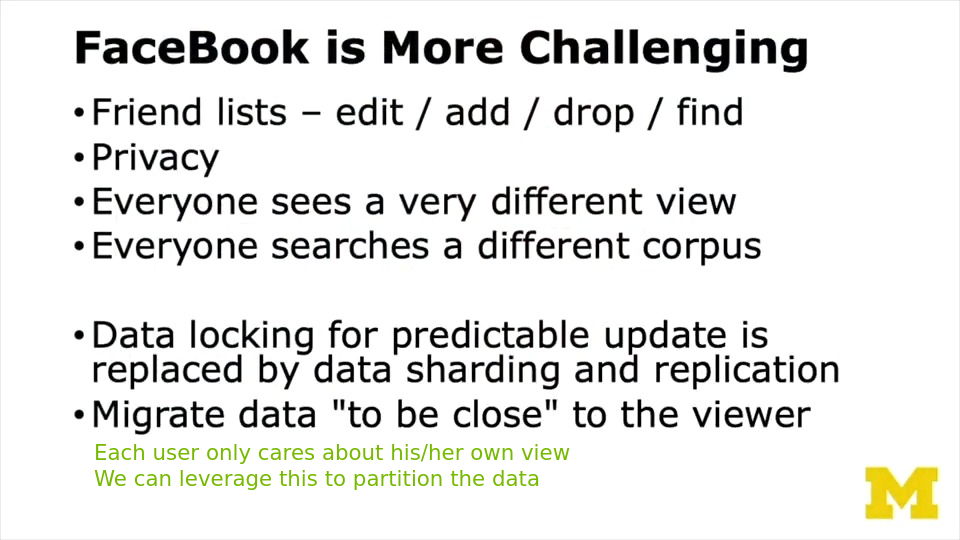 FaceBook is More Challenging
• Friend lists – edit / add / drop / find
• Privacy
• Everyone sees a very different view
• Everyone searches a different corpus
• Data locking for predictable update is
replaced by data sharding and replication
• Migrate data "to be close" to the viewer
Each user only cares about his/her own view
We can leverage this to partition the data
M